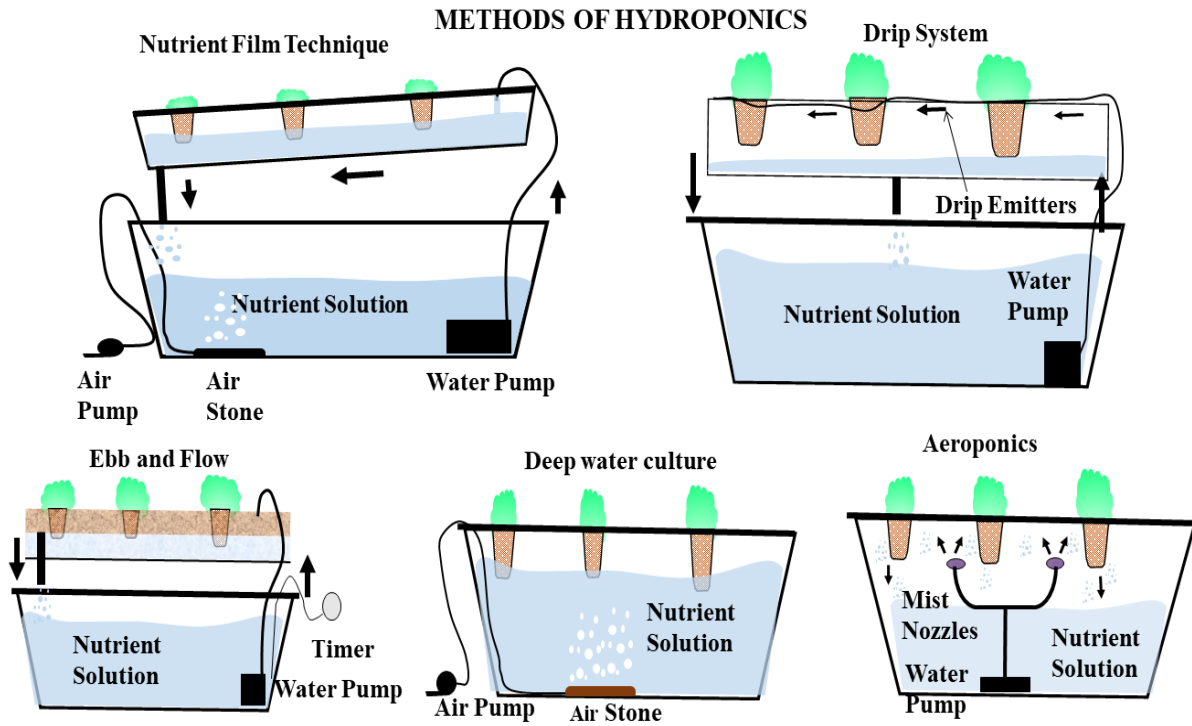 METHODS OF HYDROPONICS
Nutrient Film Technique
Nutrient Solution
Air
Pump
Air
Stone
Water Pump
Drip System
Drip Emitters
Water
Pump
Nutrient Solution
Ebb and Flow
Nutrient
Solution
Timer
Water Pump
Deep water culture
Nutrient
Solution
Air Pump
Air Stone
Aeroponics
Mist
Nozzles
Nutrient
Solution
Water
Pump